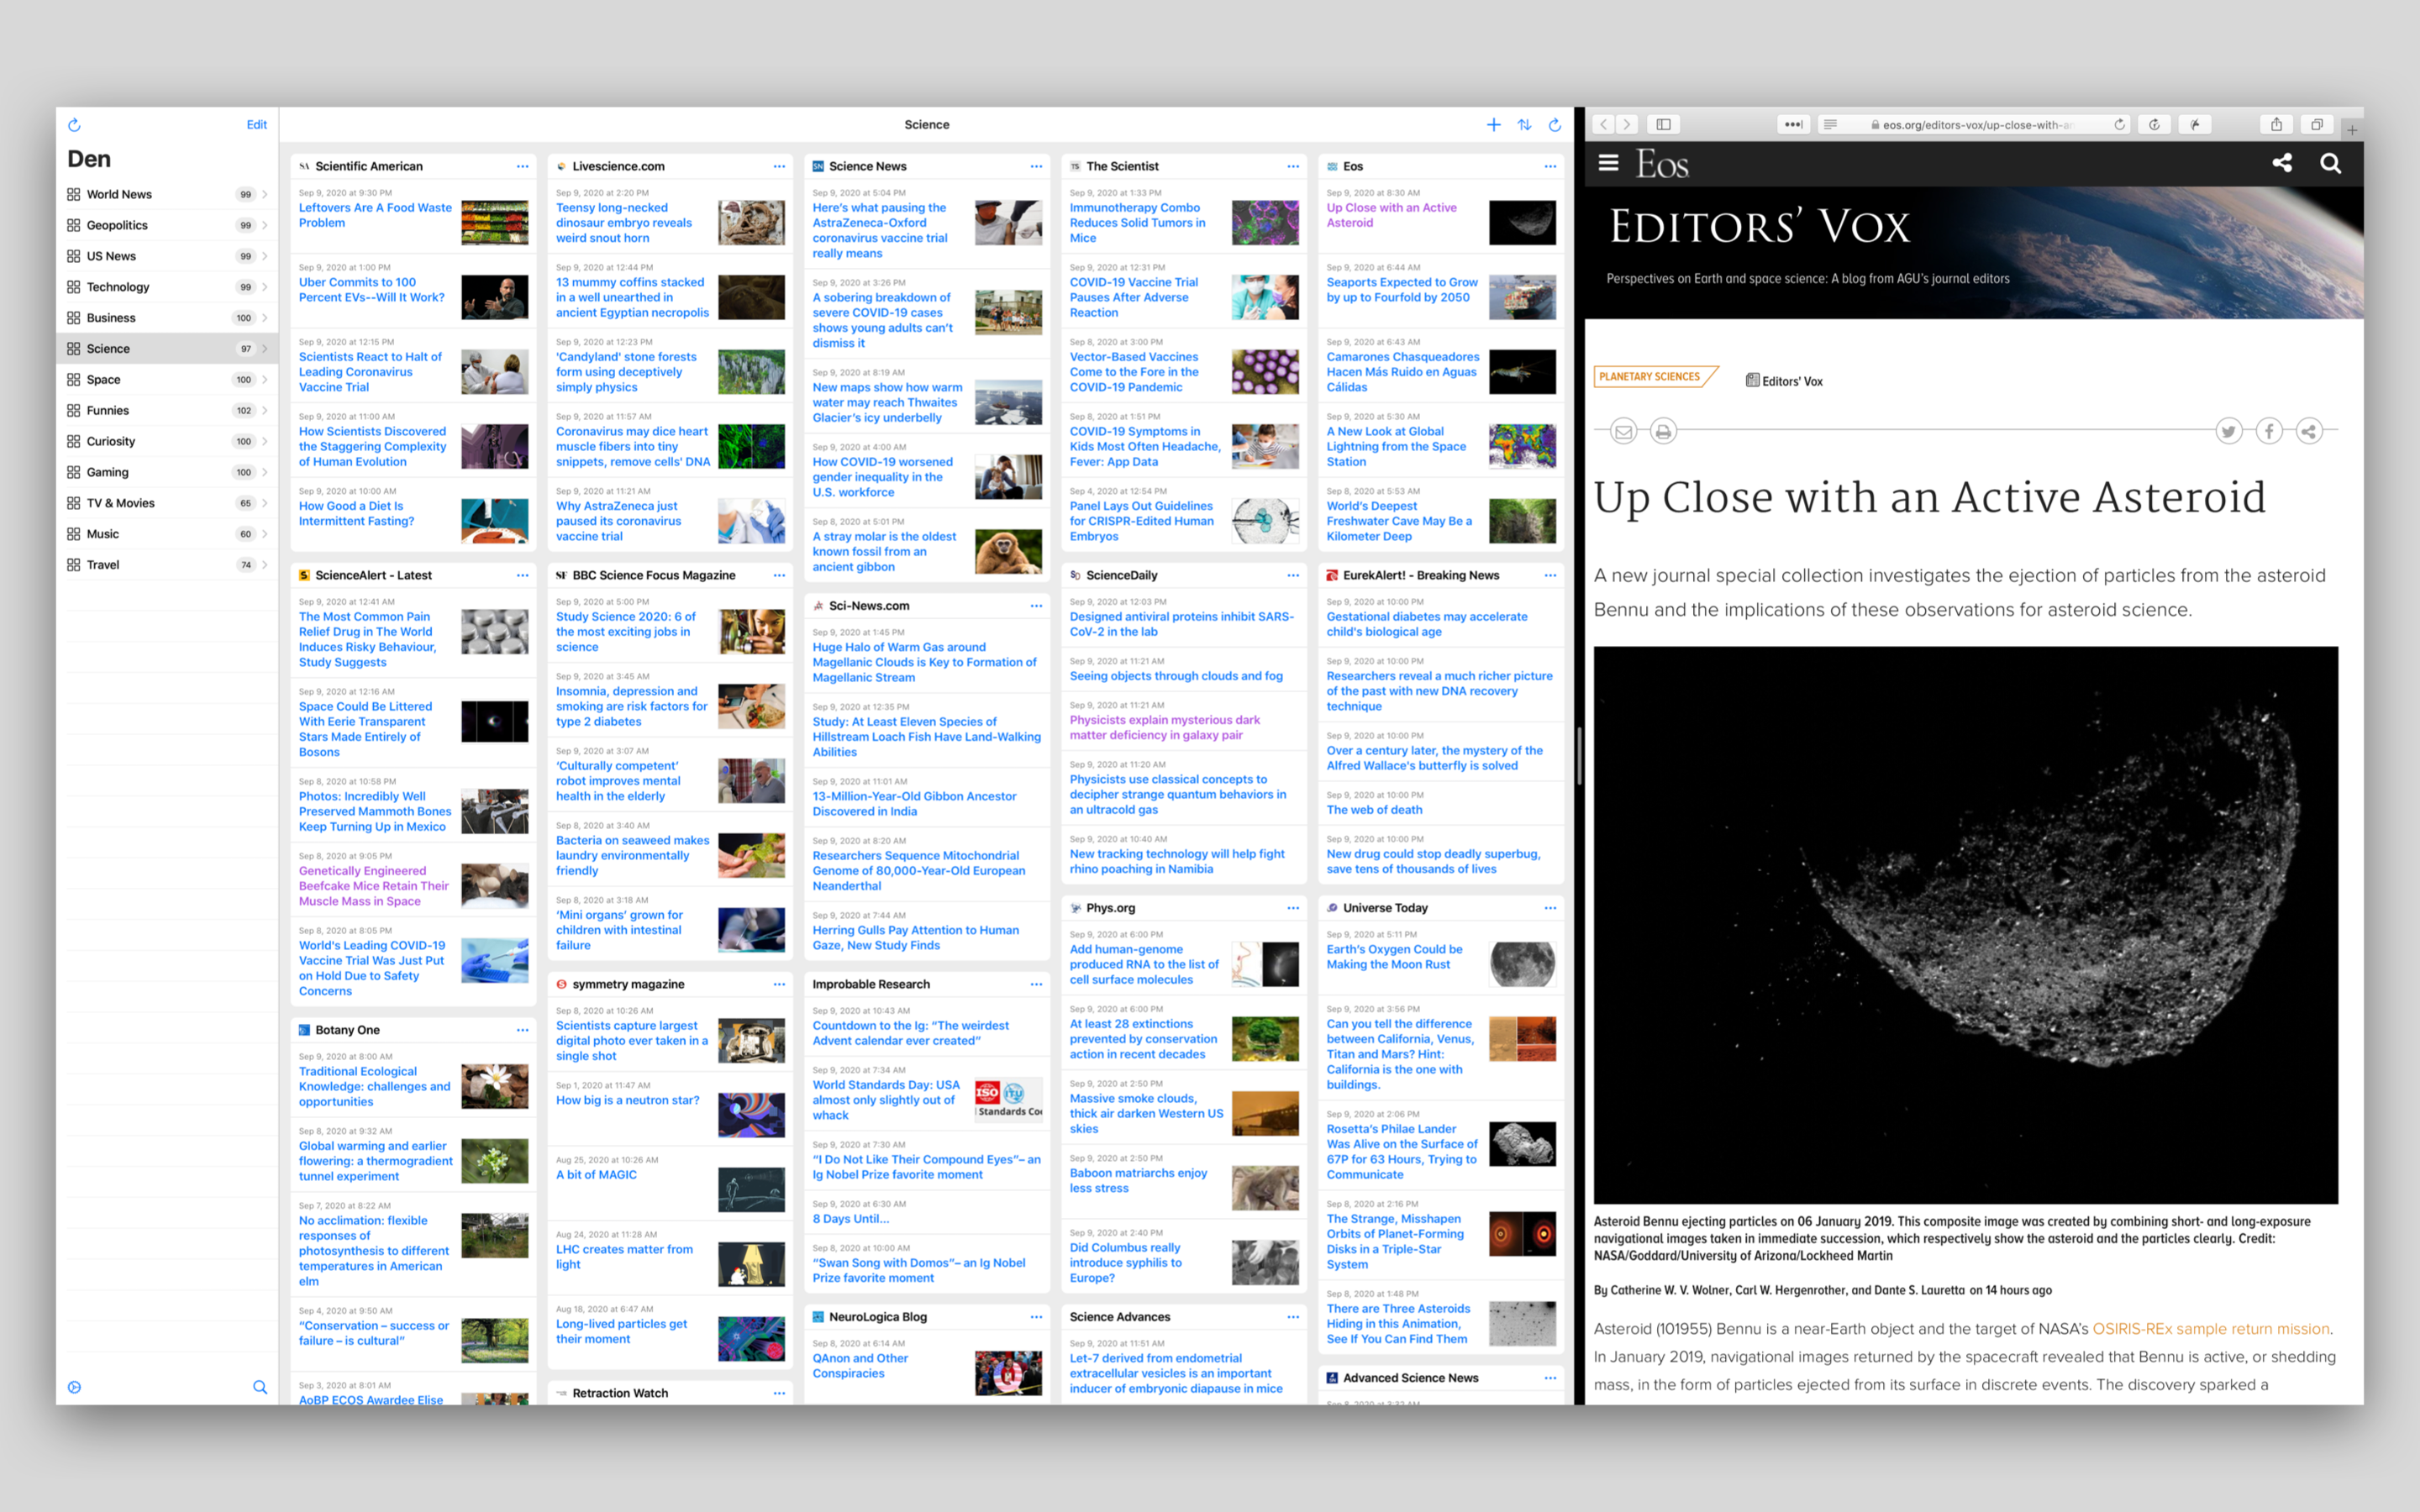 Edit
Den
World News 99
Geopolitics 99
US News 99
Technology 99
Business 100
Science 97
Space 100
Funnies 102
Curiosity 100
Gaming 100
TV & Movies 65
Music 60
Travel 74
Science
Scientific American
Sep 9, 2020 at 9:30 PM
Leftovers Are A Food Waste
Problem
Sep 9, 2020 at 1:00 PM
Uber Commits to 100
Percent EVs--Will It Work?
Sep 9, 2020 at 12:15 PM
Scientists React to Halt of
Leading Coronavirus
Vaccine Trial
Sep 9, 2020 at 11:00 AM
How Scientists Discovered
the Staggering Complexity
of Human Evolution
Sep 9, 2020 at 10:00 AM
How Good a Diet Is
Intermittent Fasting?
ScienceAlert - Latest
Sep 9, 2020 at 12:41 AM
The Most Common Pain
Relief Drug in The World
Induces Risky Behaviour,
Study Suggests
Sep 9, 2020 at 12:16 AM
Space Could Be Littered
With Eerie Transparent
Stars Made Entirely of
Bosons
Sep 8, 2020 at 10:58 PM
Photos: Incredibly Well
Preserved Mammoth Bones
Keep Turning Up in Mexico
Sep 8, 2020 at 9:05 PM
Genetically Engineered
Beefcake Mice Retain Their
Muscle Mass in Space
Sep 8, 2020 at 8:05 PM
World's Leading COVID-19
Vaccine Trial Was Just Put
on Hold Due to Safety
Concerns
Botany One
Sep 9, 2020 at 8:00 AM
Traditional Ecological
Knowledge: challenges and
opportunities
Sep 8, 2020 at 9:32 AM
Global warming and earlier
flowering: a thermogradient
tunnel experiment
Sep 7, 2020 at 8:22 AM
No acclimation: flexible
responses of
photosynthesis to different
temperatures in American
elm
Sep 4, 2020 at 9:50 AM
“Conservation – success or
failure – is cultural”
Sep 3, 2020 at 8:01 AM
AoBP ECOS Awardee Elise
Livescience.com
Sep 9, 2020 at 2:20 PM
Teensy long-necked
dinosaur embryo reveals
weird snout horn
Sep 9, 2020 at 12:44 PM
13 mummy coffins stacked
in a well unearthed in
ancient Egyptian necropolis
Sep 9, 2020 at 12:23 PM
'Candyland' stone forests
form using deceptively
simply physics
Sep 9, 2020 at 11:57 AM
Coronavirus may dice heart
muscle fibers into tiny
snippets, remove cells' DNA
Sep 9, 2020 at 11:21 AM
Why AstraZeneca just
paused its coronavirus
vaccine trial
SF BBC Science Focus Magazine
Sep 9, 2020 at 5:00 PM
Study Science 2020: 6 of
the most exciting jobs in
science
Sep 9, 2020 at 3:45 AM
Insomnia, depression and
smoking are risk factors for
type 2 diabetes
Sep 9, 2020 at 3:07 AM
‘Culturally competent’
robot improves mental
health in the elderly
Sep 8, 2020 at 3:40 AM
Bacteria on seaweed makes
laundry environmentally
friendly
Sep 8, 2020 at 3:18 AM
‘Mini organs’ grown for
children with intestinal
failure
symmetry magazine
Sep 8, 2020 at 10:26 AM
Scientists capture largest
digital photo ever taken in a
single shot
Sep 1, 2020 at 11:47 AM
How big is a neutron star?
Aug 25, 2020 at 10:26 AM
A bit of MAGIC
Aug 24, 2020 at 11:28 AM
LHC creates matter from
light
Aug 18, 2020 at 6:47 AM
Long-lived particles get
their moment
Retraction Watch
SN Science News
Sep 9, 2020 at 5:04 PM
Here’s what pausing the
AstraZeneca-Oxford
coronavirus vaccine trial
really means
Sep 9, 2020 at 3:26 PM
A sobering breakdown of
severe COVID-19 cases
shows young adults can’t
dismiss it
Sep 9, 2020 at 8:19 AM
New maps show how warm
water may reach Thwaites
Glacier’s icy underbelly
Sep 9, 2020 at 4:00 AM
How COVID-19 worsened
gender inequality in the
U.S. workforce
Sep 8, 2020 at 5:01 PM
A stray molar is the oldest
known fossil from an
ancient gibbon
Sci-News.com
Sep 9, 2020 at 1:45 PM
Huge Halo of Warm Gas around
Magellanic Clouds is Key to Formation of
Magellanic Stream
Sep 9, 2020 at 12:35 PM
Study: At Least Eleven Species of
Hillstream Loach Fish Have Land-Walking
Abilities
Sep 9, 2020 at 11:01 AM
13-Million-Year-Old Gibbon Ancestor
Discovered in India
Sep 9, 2020 at 8:20 AM
Researchers Sequence Mitochondrial
Genome of 80,000-Year-Old European
Neanderthal
Sep 9, 2020 at 7:44 AM
Herring Gulls Pay Attention to Human
Gaze, New Study Finds
Improbable Research
Sep 9, 2020 at 10:43 AM
Countdown to the Ig: “The weirdest
Advent calendar ever created”
Sep 9, 2020 at 7:34 AM
World Standards Day: USA
almost only slightly out of
whack
ISO ITU
Standards
Sep 9, 2020 at 7:30 AM
“I Do Not Like Their Compound Eyes”– an
Ig Nobel Prize favorite moment
Sep 9, 2020 at 6:30 AM
8 Days Until...
Sep 8, 2020 at 10:00 AM
“Swan Song with Domos”– an Ig Nobel
Prize favorite moment
NeuroLogica Blog
Sep 8, 2020 at 6:14 AM
QAnon and Other
Conspiracies
TS The Scientist
Sep 9, 2020 at 1:33 PM
Immunotherapy Combo
Reduces Solid Tumors in
Mice
Sep 9, 2020 at 12:31 PM
COVID-19 Vaccine Trial
Pauses After Adverse
Reaction
Sep 8, 2020 at 3:00 PM
Vector-Based Vaccines
Come to the Fore in the
COVID-19 Pandemic
Sep 8, 2020 at 1:51 PM
COVID-19 Symptoms in
Kids Most Often Headache,
Fever: App Data
Sep 4, 2020 at 12:54 PM
Panel Lays Out Guidelines
for CRISPR-Edited Human
Embryos
ScienceDaily
Sep 9, 2020 at 12:03 PM
Designed antiviral proteins inhibit SARS-
CoV-2 in the lab
Sep 9, 2020 at 11:21 AM
Seeing objects through clouds and fog
Sep 9, 2020 at 11:21 AM
Physicists explain mysterious dark
matter deficiency in galaxy pair
Sep 9, 2020 at 11:20 AM
Physicists use classical concepts to
decipher strange quantum behaviors in
an ultracold gas
Sep 9, 2020 at 10:40 AM
New tracking technology will help fight
rhino poaching in Namibia
Phys.org
Sep 9, 2020 at 6:00 PM
Add human-genome
produced RNA to the list of
cell surface molecules
Sep 9, 2020 at 6:00 PM
At least 28 extinctions
prevented by conservation
action in recent decades
Sep 9, 2020 at 2:50 PM
Massive smoke clouds,
thick air darken Western US
skies
Sep 9, 2020 at 2:50 PM
Baboon matriarchs enjoy
less stress
Sep 9, 2020 at 2:40 PM
Did Columbus really
introduce syphilis to
Europe?
Science Advances
Sep 9, 2020 at 11:51 AM
Let-7 derived from endometrial
extracellular vesicles is an important
inducer of embryonic diapause in mice
Eos
Sep 9, 2020 at 8:30 AM
Up Close with an Active
Asteroid
Sep 9, 2020 at 6:44 AM
Seaports Expected to Grow
by up to Fourfold by 2050
Sep 9, 2020 at 6:43 AM
Camarones Chasqueadores
Hacen Más Ruido en Aguas
Cálidas
Sep 9, 2020 at 5:30 AM
A New Look at Global
Lightning from the Space
Station
Sep 8, 2020 at 5:53 AM
World's Deepest
Freshwater Cave May Be a
Kilometer Deep
EurekAlert! - Breaking News
Sep 9, 2020 at 10:00 PM
Gestational diabetes may accelerate
child's biological age
Sep 9, 2020 at 10:00 PM
Researchers reveal a much richer picture
of the past with new DNA recovery
technique
Sep 9, 2020 at 10:00 PM
Over a century later, the mystery of the
Alfred Wallace's butterfly is solved
Sep 9, 2020 at 10:00 PM
The web of death
Sep 9, 2020 at 10:00 PM
New drug could stop deadly superbug,
save tens of thousands of lives
Universe Today
Sep 9, 2020 at 5:11 PM
Earth’s Oxygen Could be
Making the Moon Rust
Sep 9, 2020 at 3:56 PM
Can you tell the difference
between California, Venus,
Titan and Mars? Hint:
California is the one with
buildings.
Sep 9, 2020 at 2:06 PM
Rosetta’s Philae Lander
Was Alive on the Surface of
67P for 63 Hours, Trying to
Communicate
Sep 8, 2020 at 2:16 PM
The Strange, Misshapen
Orbits of Planet-Forming
Disks in a Triple-Star
System
Sep 8, 2020 at 1:48 PM
There are Three Asteroids
Hiding in this Animation,
See If You Can Find Them
Advanced Science News
eos.org/editors-vox/up-close-with-a
Eos
EDITORS’ VOX
Perspectives on Earth and space science: A blog from AGU's journal editors
PLANETARY SCIENCES
Editors' Vox
Up Close with an Active Asteroid
A new journal special collection investigates the ejection of particles from the asteroid
Bennu and the implications of these observations for asteroid science.
Asteroid Bennu ejecting particles on 06 January 2019. This composite image was created by combining short- and long-exposure
navigational images taken in immediate succession, which respectively show the asteroid and the particles clearly. Credit:
NASA/Goddard/University of Arizona/Lockheed Martin
By Catherine W. V. Wolner, Carl W. Hergenrother, and Dante S. Lauretta on 14 hours ago
Asteroid (101955) Bennu is a near-Earth object and the target of NASA’s OSIRIS-REx sample return mission.
In January 2019, navigational images returned by the spacecraft revealed that Bennu is active, or shedding
mass, in the form of particles ejected from its surface in discrete events. The discovery sparked a